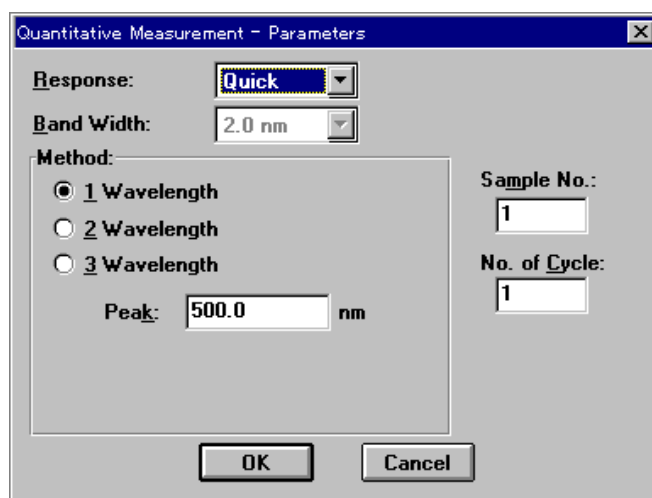 Quantitative Measurement - Parameters
Response: Quick
Band Width: 2.0 nm
Method:
1 Wavelength
2 Wavelength
3 Wavelength
Peak: 500.0 nm
Sample No.:
1
No. of Cycle:
1
OK Cancel